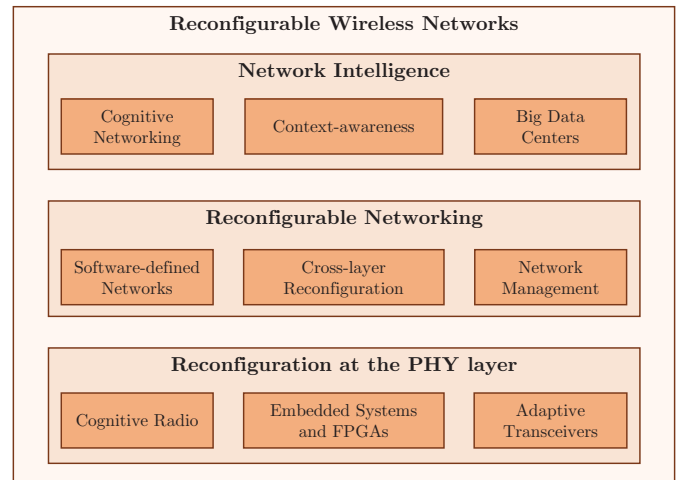 Reconfigurable Wireless Networks
Network Intelligence
Cognitive
Networking
Context-awareness
Big Data
Centers
Reconfigurable Networking
Software-defined
Networks
Cross-layer
Reconfiguration
Network
Management
Reconfiguration at the PHY layer
Cognitive Radio
Embedded Systems
and FPGAs
Adaptive
Transceivers